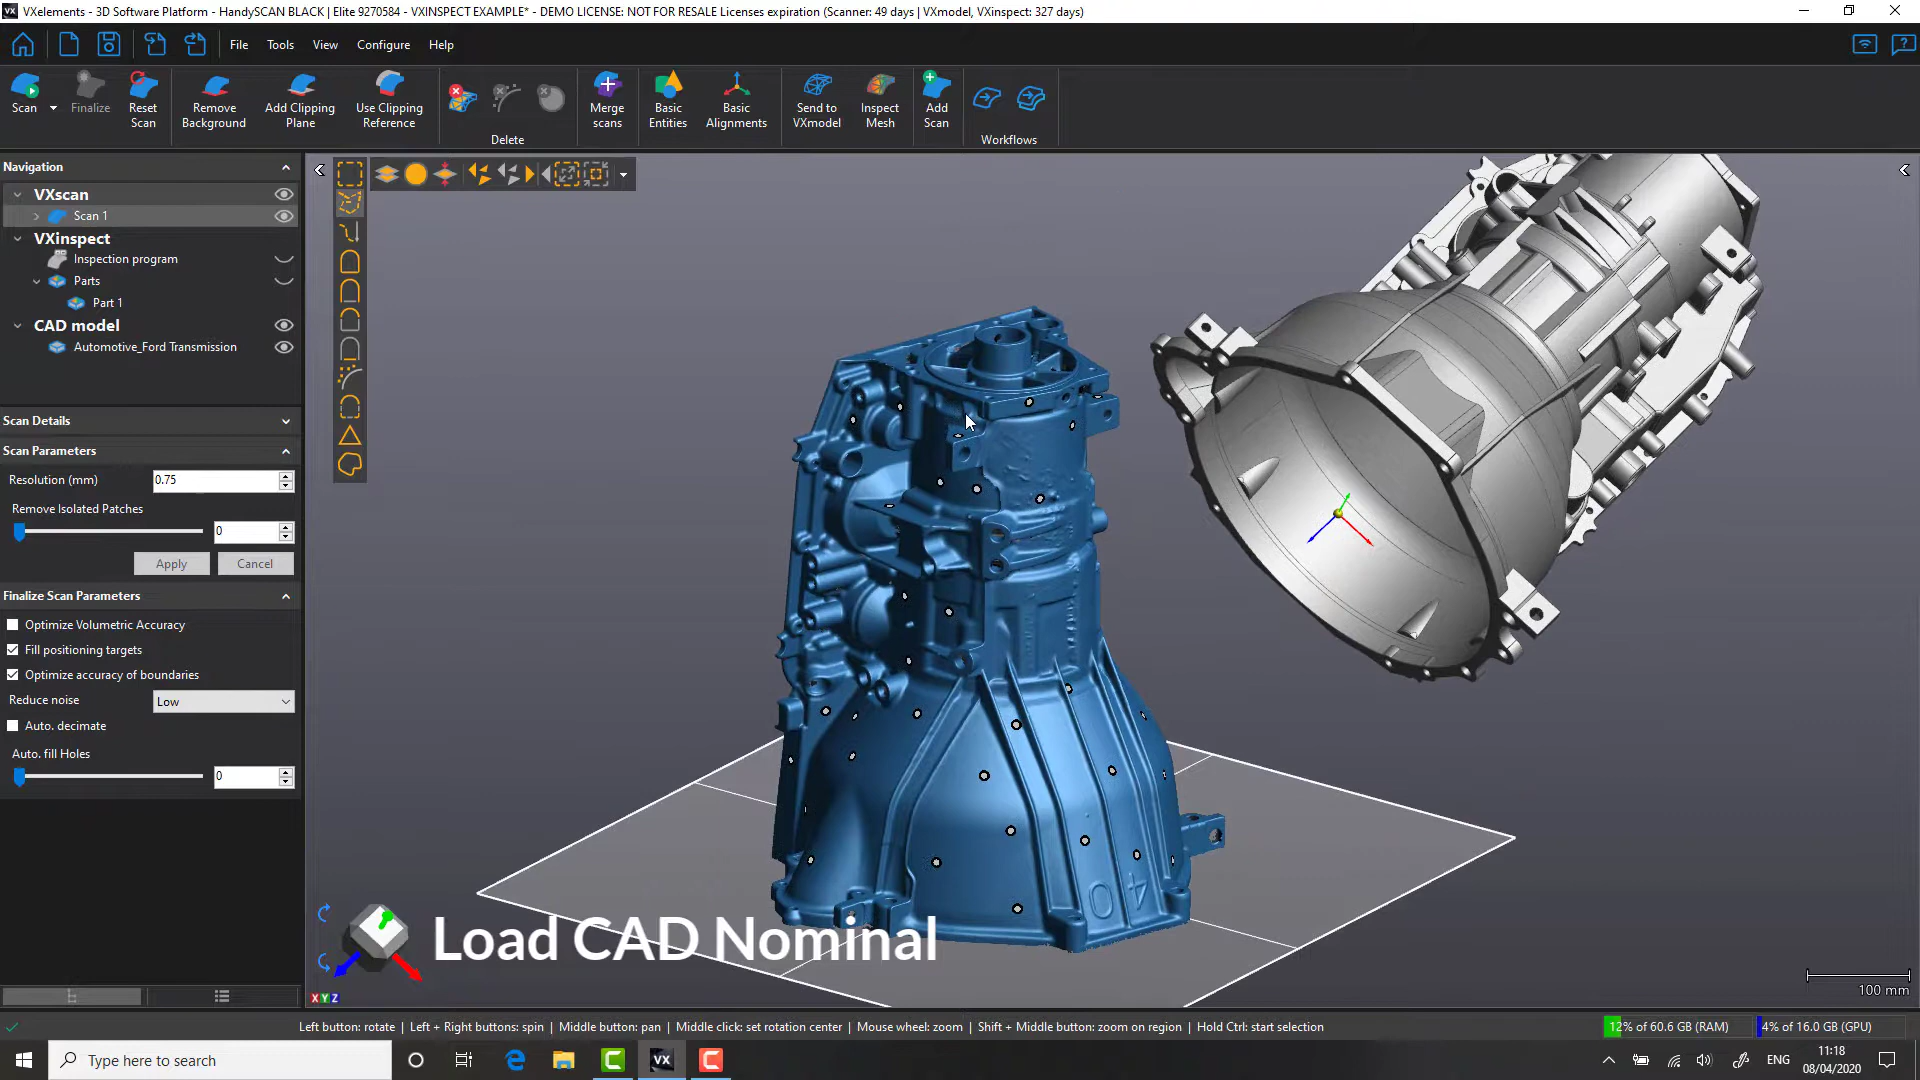 VX VXelements - 3D Software Platform - HandySCAN BLACK | Elite 9270584 - VXINSPECT EXAMPLE* - DEMO LICENSE: NOT FOR RESALE Licenses expiration (Scanner: 49 days | VXmodel, VXinspect: 327 days)
File Tools View Configure Help
Scan
Finalize
Reset Scan
Remove Background
Add Clipping Plane
Use Clipping Reference
Delete
Merge scans
Basic Entities
Basic Alignments
Send to VXmodel
Inspect Mesh
Add Scan
Workflows
Navigation
VXscan
Scan 1
VXinspect
Inspection program
Parts
Part 1
CAD model
Automotive_Ford Transmission
Scan Details
Scan Parameters
Resolution (mm) 0.75
Remove Isolated Patches
0
Apply Cancel
Finalize Scan Parameters
Optimize Volumetric Accuracy
Fill positioning targets
Optimize accuracy of boundaries
Reduce noise Low
Auto. decimate
Auto. fill Holes
0
04
Load CAD Nominal
XYZ
100 mm
Left button: rotate | Left + Right buttons: spin | Middle button: pan | Middle click: set rotation center | Mouse wheel: zoom | Shift + Middle button: zoom on region | Hold Ctrl: start selection
12% of 60.6 GB (RAM) 4% of 16.0 GB (GPU)
Type here to search
VX
ENG
11:18
08/04/2020